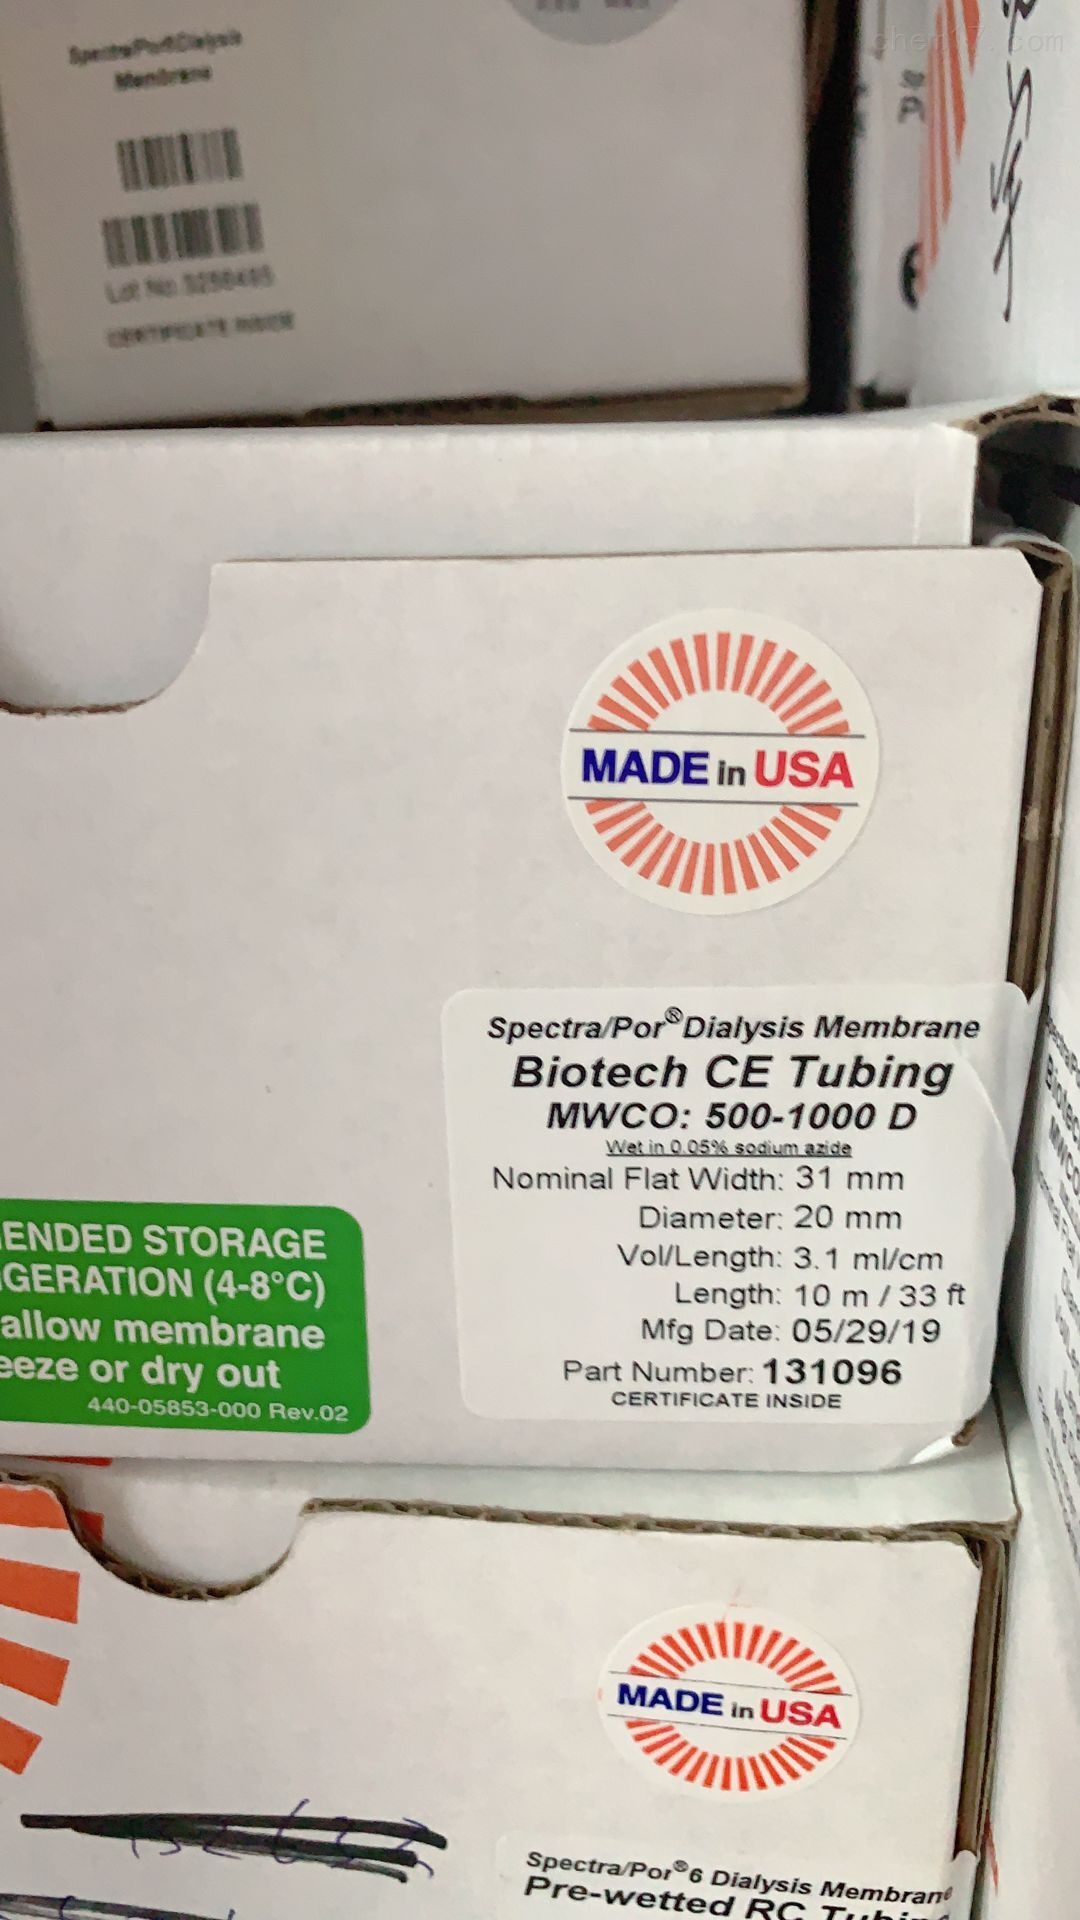 Spectra/Por® Dialysis
Membrane
CERTIFICATE INSIDE
MADE in USA
Spectra/Por® Dialysis Membrane
Biotech CE Tubing
MWCO: 500-1000 D
Wet in 0.05% sodium azide
Nominal Flat Width: 31 mm
Diameter: 20 mm
Vol/Length: 3.1 ml/cm
Length: 10 m / 33 ft
Mfg Date: 05/29/19
Part Number: 131096
CERTIFICATE INSIDE
ENDED STORAGE
GERATION (4-8°C)
allow membrane
eeze or dry out
440-05853-000 Rev.02
MADE in USA
Spectra/Por® 6 Dialysis Membrane
Pre-wetted RC Tubing